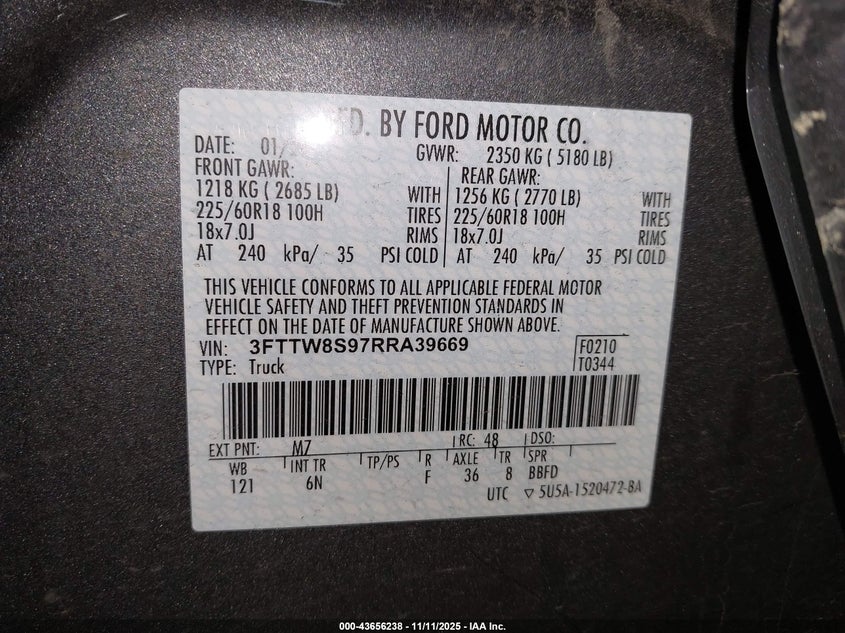 FD. BY FORD MOTOR CO.
DATE: 01/ GVWR: 2350 KG ( 5180 LB)
FRONT GAWR: REAR GAWR:
1218 KG ( 2685 LB) WITH 1256 KG ( 2770 LB) WITH
225/60R18 100H TIRES 225/60R18 100H TIRES
18x7.0J RIMS 18x7.0J RIMS
AT 240 kPa/ 35 PSI COLD AT 240 kPa/ 35 PSI COLD
THIS VEHICLE CONFORMS TO ALL APPLICABLE FEDERAL MOTOR
VEHICLE SAFETY AND THEFT PREVENTION STANDARDS IN
EFFECT ON THE DATE OF MANUFACTURE SHOWN ABOVE.
VIN: 3FTTW8S97RRA39669 F0210
TYPE: Truck T0344
EXT PNT: M7 RC: 48 DSO:
WB INT TR TP/PS R AXLE TR SPR
121 6N F 36 8 BBFD
UTC ▽ 5U5A-1520472-BA
000-43656238 - 11/11/2025 - IAA Inc.